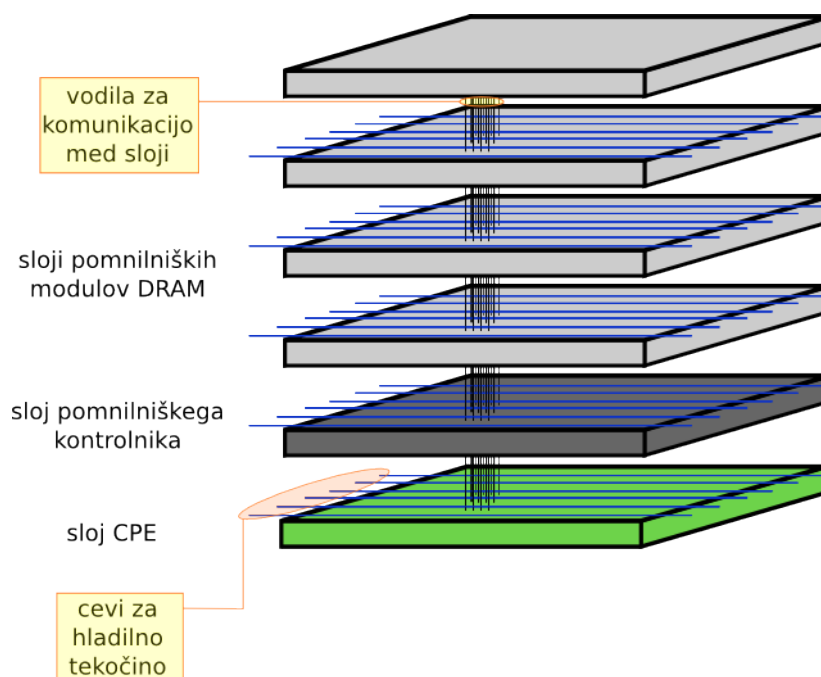 vodila za
komunikacijo
med sloji
sloji pomnilniških
modulov DRAM
sloj pomnilniškega
kontrolnika
sloj CPE
cevi za
hladilno
tekočino